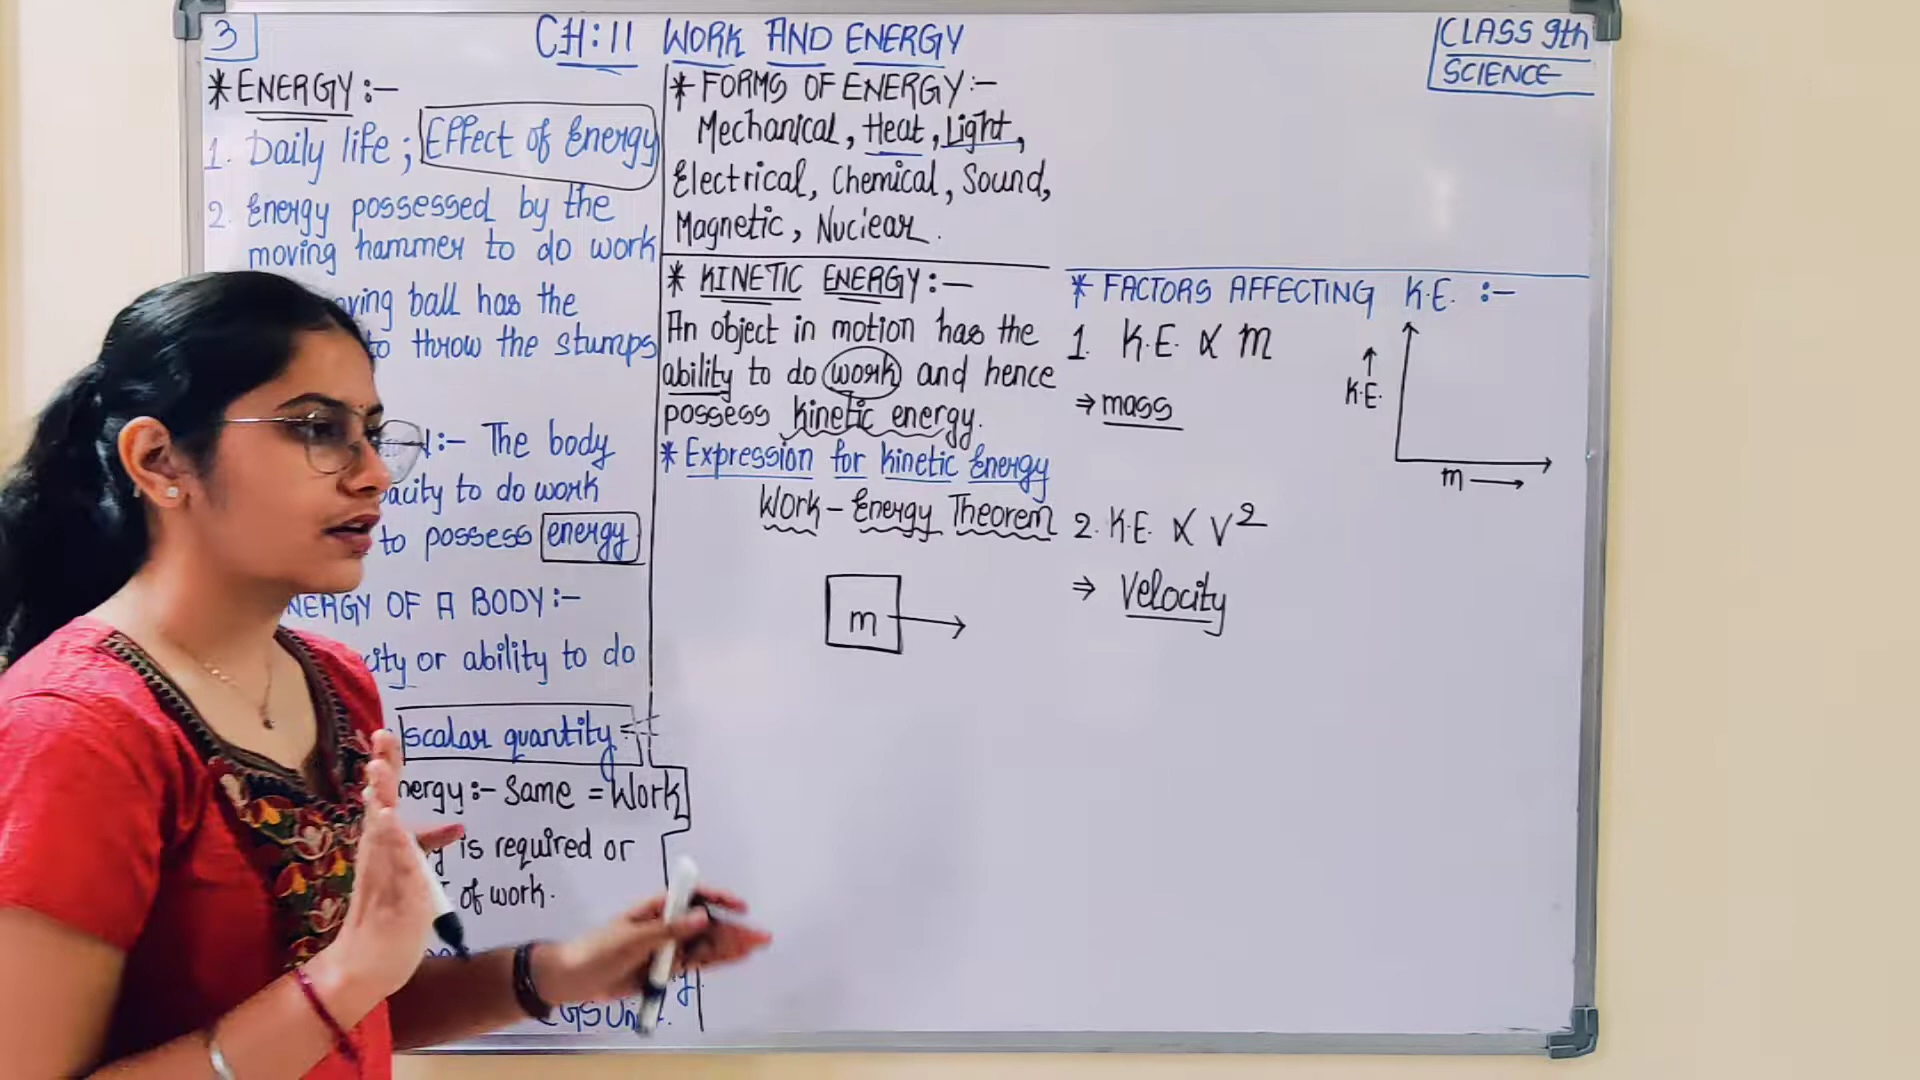 3
CH:11 WORK AND ENERGY
CLASS 9th
SCIENCE
* ENERGY :-
1. Daily life ; Effect of Energy
2. Energy possessed by the
moving hammer to do work
ball has the
to throw the stumps
:- The body
to do work
to possess energy
OF A BODY :-
or ability to do
scalar quantity
:- Same = Work
is required or
of work.
* FORMS OF ENERGY :-
Mechanical, Heat, Light,
Electrical, Chemical, Sound,
Magnetic, Nuclear.
* KINETIC ENERGY :-
An object in motion has the
ability to do work and hence
possess kinetic energy.
* Expression for kinetic Energy
Work - Energy Theorem
m
* FACTORS AFFECTING K.E. :-
1. K.E. ∝ m
⇒ mass
K.E.
m
2. K.E. ∝ V²
⇒ Velocity